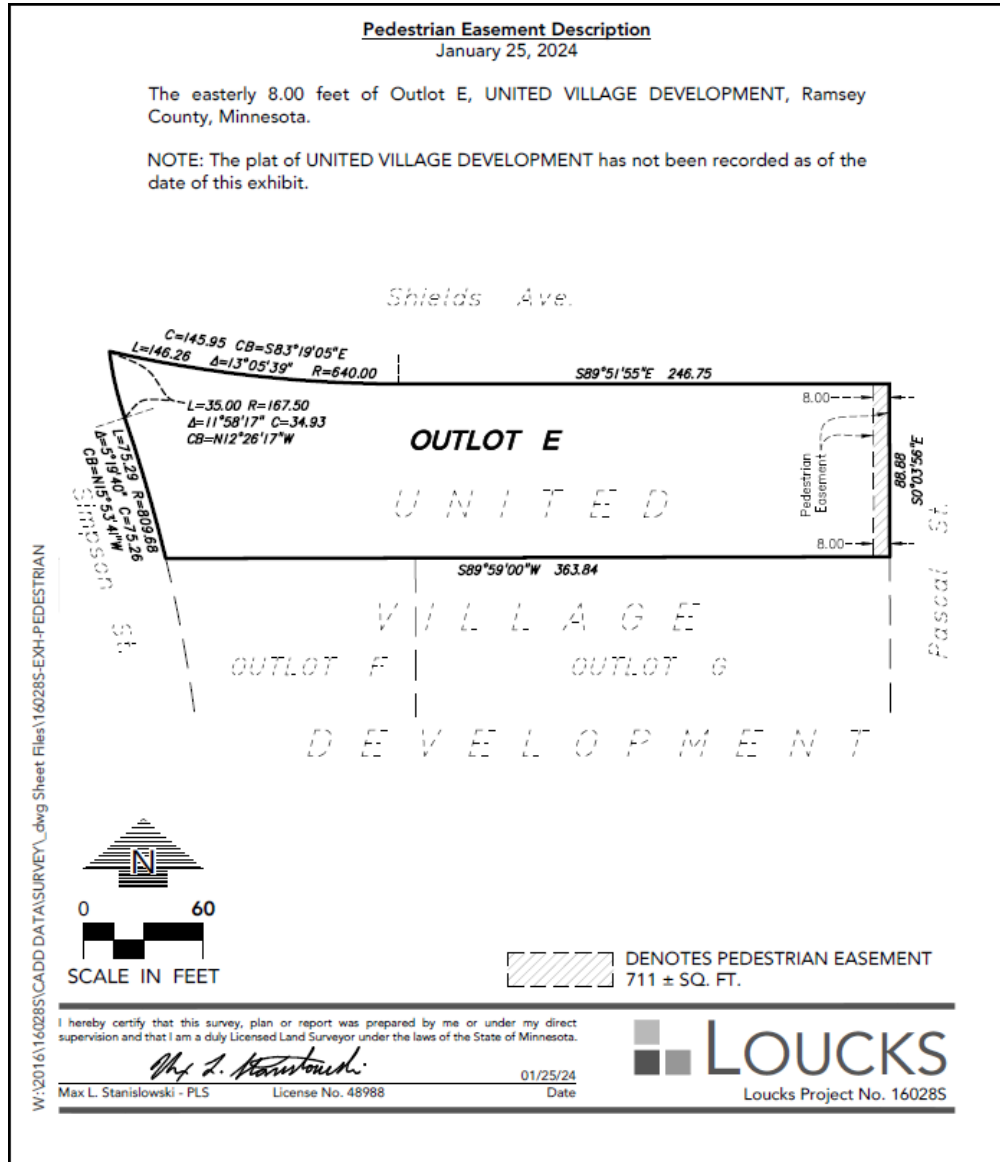 Pedestrian Easement Description
January 25, 2024
The easterly 8.00 feet of Outlot E, UNITED VILLAGE DEVELOPMENT, Ramsey
County, Minnesota.
NOTE: The plat of UNITED VILLAGE DEVELOPMENT has not been recorded as of the
date of this exhibit.
Shields Ave.
C=145.95 CB=S83°19'05"E
L=146.26 Δ=13°05'39" R=640.00
S89°51'55"E 246.75
L=35.00 R=167.50
Δ=11°58'17" C=34.93
CB=N12°26'17"W
8.00
OUTLOT E
L=75.29 R=809.68
Δ=5°19'40" C=75.26
CB=N15°53'41"W
Simpson St.
UNITED
Pedestrian
Easement
88.88
S0°03'56"E
Pascal St.
8.00
S89°59'00"W 363.84
VILLAGE
OUTLOT F
OUTLOT G
DEVELOPMENT
W:\2016\16028S\CADD DATA\SURVEY\_dwg Sheet Files\16028S-EXH-PEDESTRIAN
N
0 60
SCALE IN FEET
DENOTES PEDESTRIAN EASEMENT
711 ± SQ. FT.
I hereby certify that this survey, plan or report was prepared by me or under my direct
supervision and that I am a duly Licensed Land Surveyor under the laws of the State of Minnesota.
Max L. Stanislowski
01/25/24
Max L. Stanislowski - PLS License No. 48988 Date
LOUCKS
Loucks Project No. 16028S